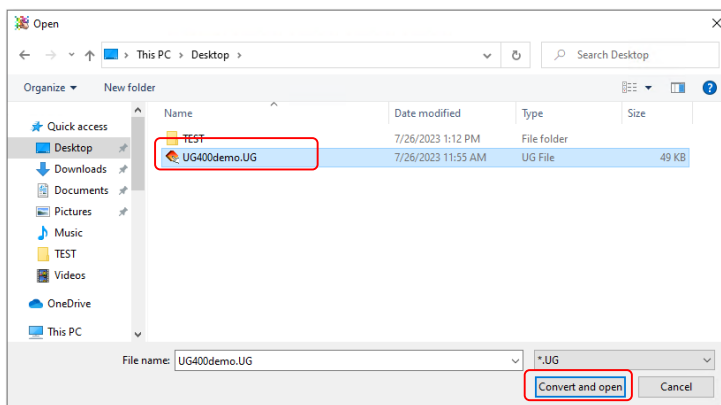 Open
This PC > Desktop >
Search Desktop
Organize
New folder
Name
Date modified
Type
Size
Quick access
Desktop
Downloads
Documents
Pictures
Music
TEST
Videos
OneDrive
This PC
TEST
7/26/2023 1:12 PM
File folder
UG400demo.UG
7/26/2023 11:55 AM
UG File
49 KB
File name:
UG400demo.UG
*.UG
Convert and open
Cancel